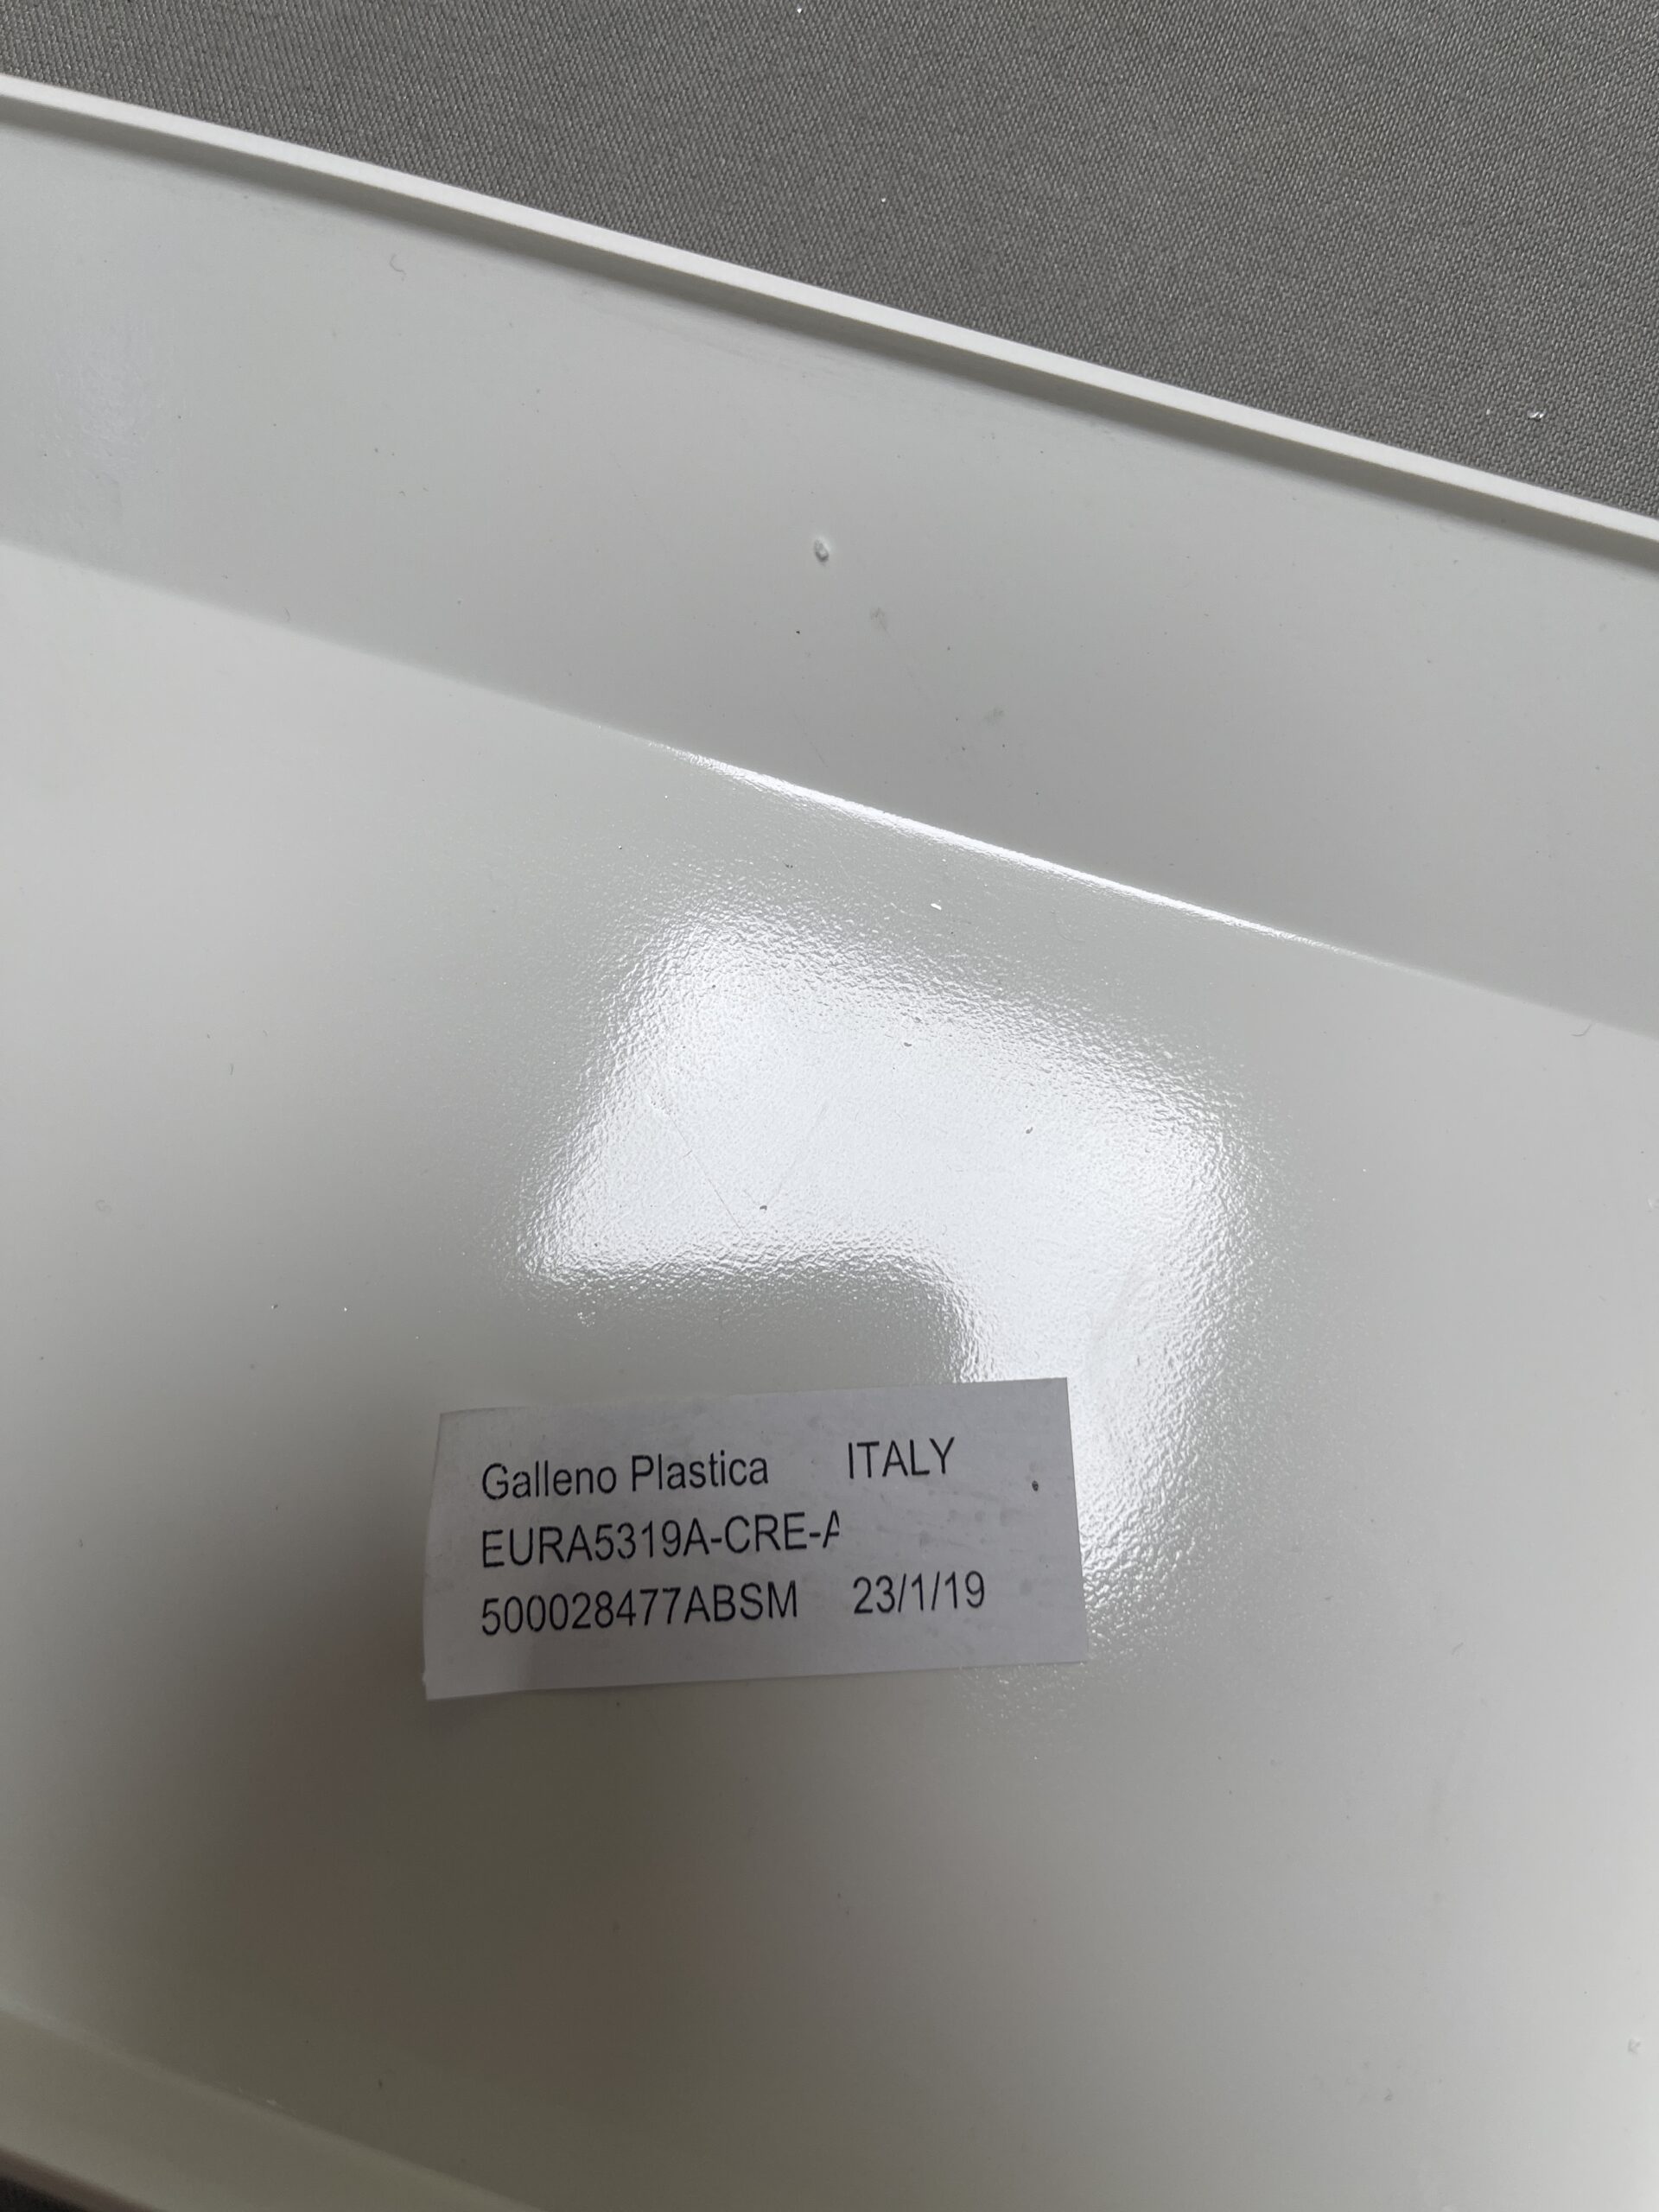 Galleno Plastica ITALY
EURA5319A-CRE-A
500028477ABSM 23/1/19